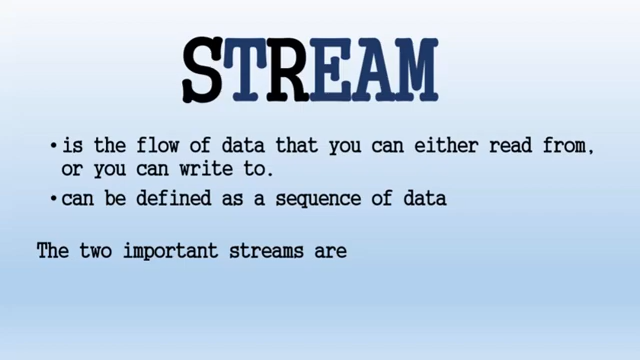 STREAM
•is the flow of data that you can either read from,
or you can write to.
•can be defined as a sequence of data
The two important streams are